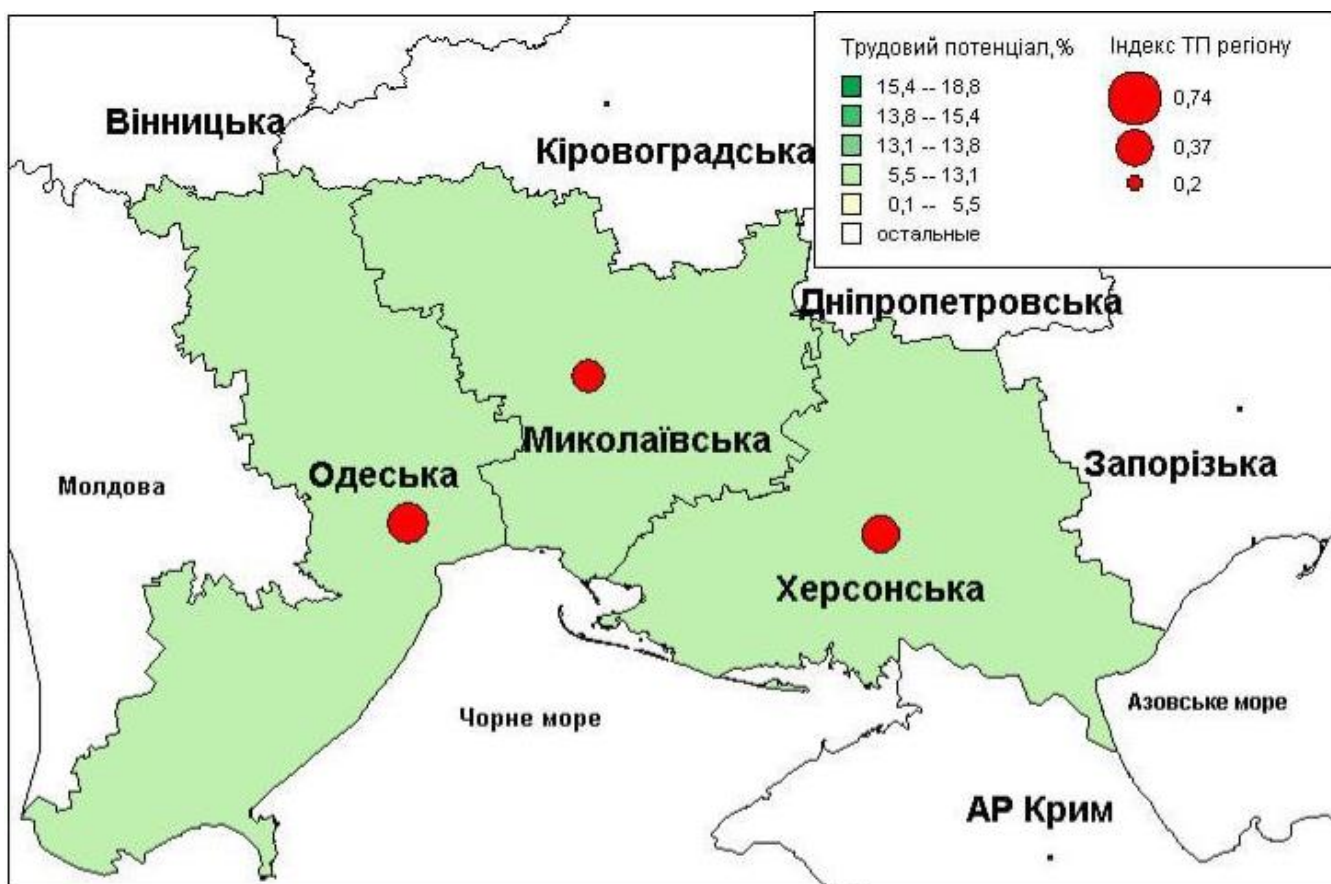 Трудовий потенціал,%
15,4 -- 18,8
13,8 -- 15,4
13,1 -- 13,8
5,5 -- 13,1
0,1 -- 5,5
остальные
Індекс ТП регіону
0,74
0,37
0,2
Вінницька
Кіровоградська
Дніпропетровська
Миколаївська
Одеська
Запорізька
Молдова
Херсонська
Чорне море
Азовське море
АР Крим